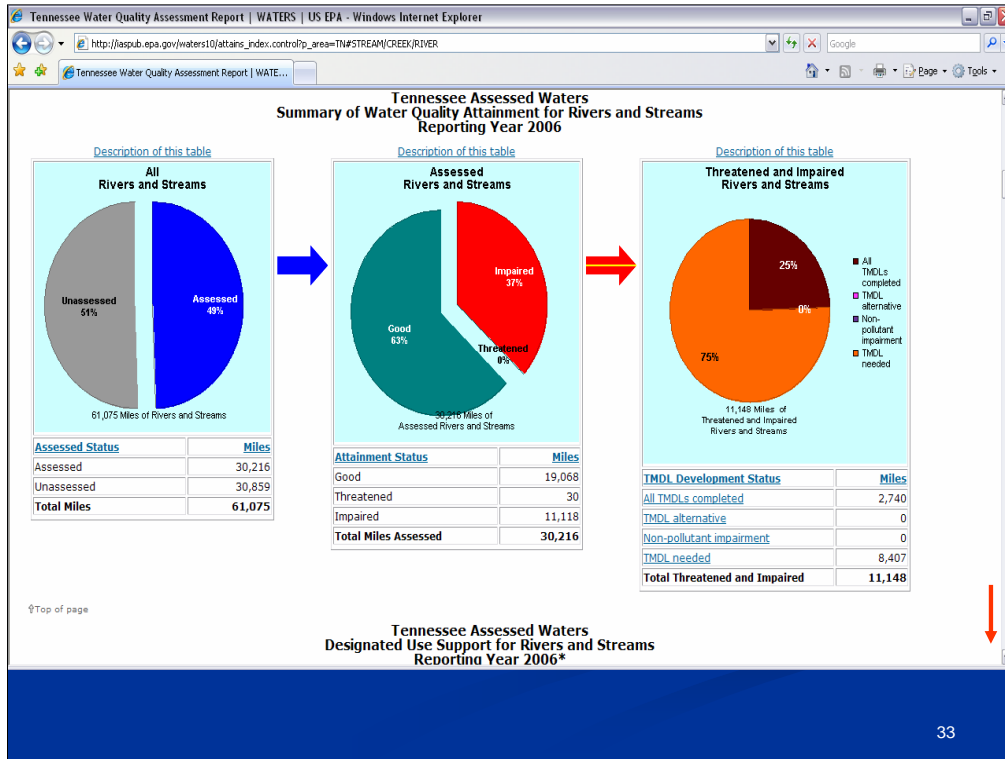 Tennessee Water Quality Assessment Report | WATERS | US EPA - Windows Internet Explorer
http://iaspub.epa.gov/waters10/attains_index.control?p_area=TN#STREAM/CREEK/RIVER
Google
Tennessee Water Quality Assessment Report | WATE...
Page
Tools
Tennessee Assessed Waters
Summary of Water Quality Attainment for Rivers and Streams
Reporting Year 2006
Description of this table
All
Rivers and Streams
Unassessed
51%
Assessed
49%
61,075 Miles of Rivers and Streams
Assessed Status Miles
Assessed 30,216
Unassessed 30,859
Total Miles 61,075
Description of this table
Assessed
Rivers and Streams
Impaired
37%
Good
63%
Threatened
0%
30,216 Miles of
Assessed Rivers and Streams
Attainment Status Miles
Good 19,068
Threatened 30
Impaired 11,118
Total Miles Assessed 30,216
Description of this table
Threatened and Impaired
Rivers and Streams
25%
0%
75%
All
TMDLs
completed
TMDL
alternative
Non-
pollutant
impairment
TMDL
needed
11,148 Miles of
Threatened and Impaired
Rivers and Streams
TMDL Development Status Miles
All TMDLs completed 2,740
TMDL alternative 0
Non-pollutant impairment 0
TMDL needed 8,407
Total Threatened and Impaired 11,148
Top of page
Tennessee Assessed Waters
Designated Use Support for Rivers and Streams
Reporting Year 2006*
33